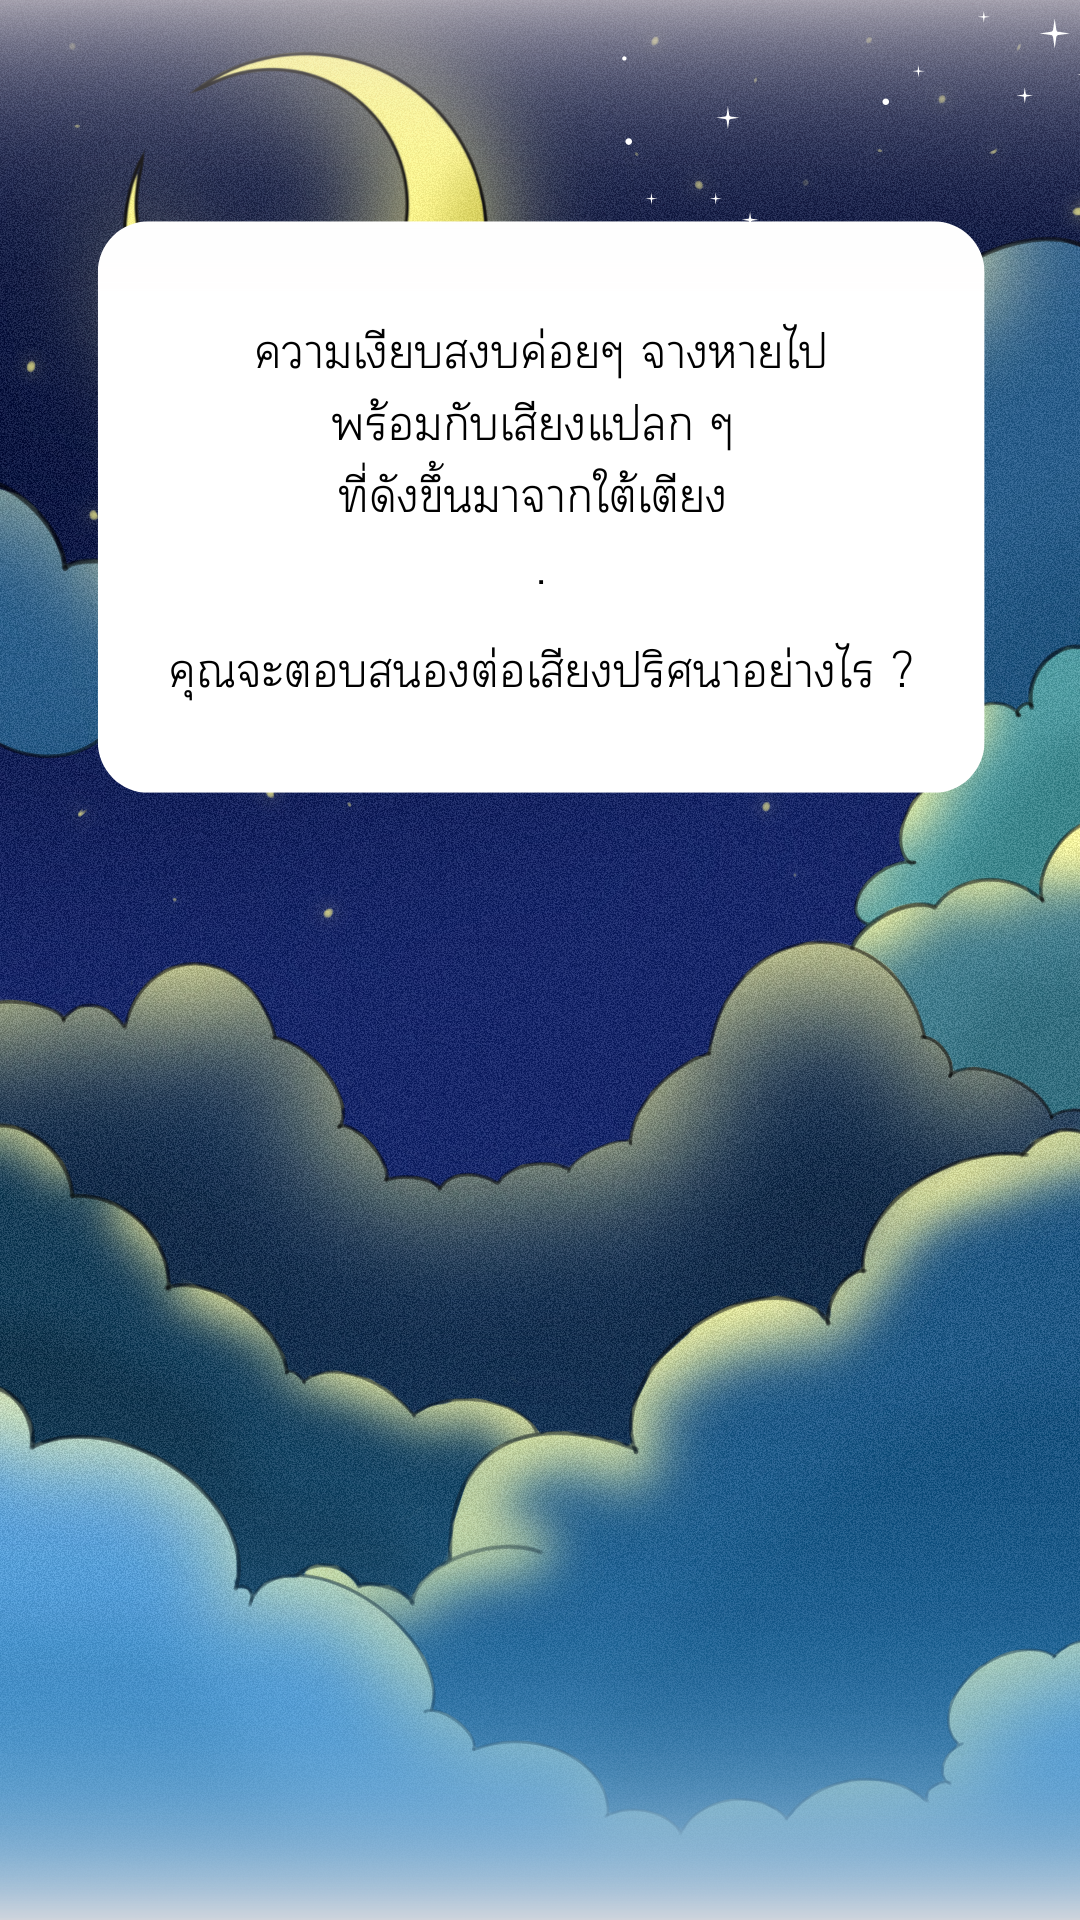 ความเงียบสงบค่อยๆ จางหายไป
พร้อมกับเสียงแปลก ๆ
ที่ดังขึ้นมาจากใต้เตียง
.
คุณจะตอบสนองต่อเสียงปริศนาอย่างไร ?